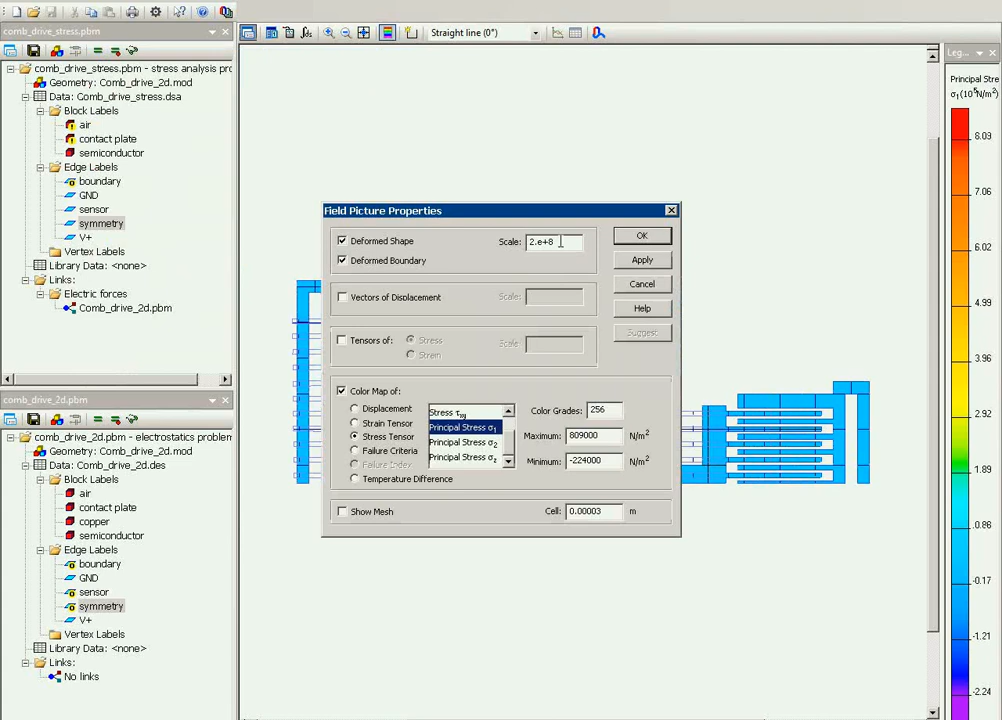 Straight line (0°)
comb_drive_stress.pbm
comb_drive_stress.pbm - stress analysis pro
Geometry: Comb_drive_2d.mod
Data: Comb_drive_stress.dsa
Block Labels
air
contact plate
semiconductor
Edge Labels
boundary
GND
sensor
symmetry
V+
Vertex Labels
Library Data: <none>
Links:
Electric forces
Comb_drive_2d.pbm
comb_drive_2d.pbm
comb_drive_2d.pbm - electrostatics problem
Geometry: Comb_drive_2d.mod
Data: Comb_drive_2d.des
Block Labels
air
contact plate
copper
semiconductor
Edge Labels
boundary
GND
sensor
symmetry
V+
Vertex Labels
Library Data: <none>
Links:
No links
Field Picture Properties
Deformed Shape
Scale: 2.e+8
OK
Deformed Boundary
Apply
Cancel
Vectors of Displacement
Scale:
Help
Tensors of:
Stress
Strein
Scale:
Suggest
Color Map of:
Displacement
Strain Tensor
Stress Tensor
Failure Criteria
Failure Index
Temperature Difference
Stress τxy
Principal Stress σ1
Principal Stress σ2
Principal Stress σz
Color Grades: 256
Maximum: 809000 N/m2
Minimum: -224000 N/m2
Show Mesh
Cell: 0.00003 m
Leg...
Principal Stre
σ1(10⁵N/m²)
8.8
7.06
6.02
4.99
3.96
2.92
1.89
0.86
-0.17
-1.21
-2.24